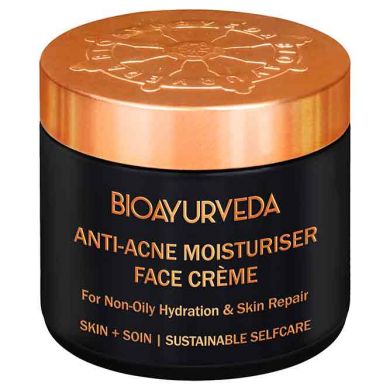 BIOAYURVEDA
ANTI-ACNE MOISTURISER
FACE CRÈME
For Non-Oily Hydration & Skin Repair
SKIN + SOIN | SUSTAINABLE SELFCARE